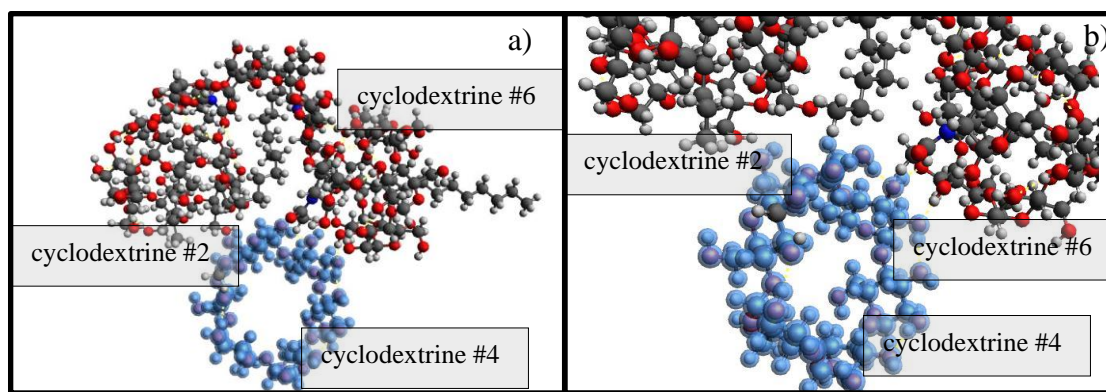 a)
cyclodextrine #6
cyclodextrine #2
cyclodextrine #4
b)
cyclodextrine #2
cyclodextrine #6
cyclodextrine #4